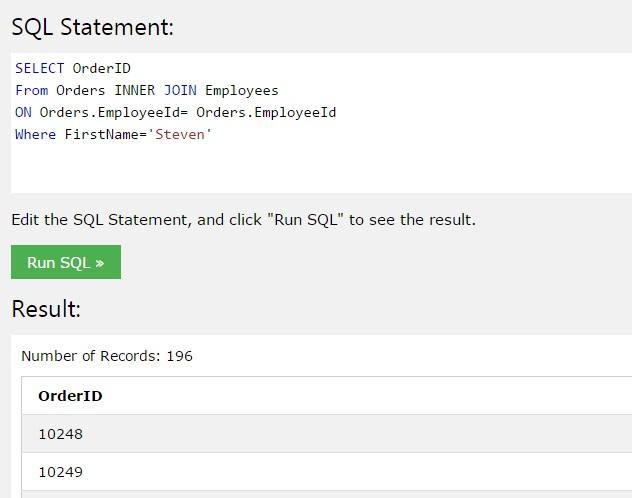 SQL Statement:
SELECT OrderID
From Orders INNER JOIN Employees
ON Orders.EmployeeId= Orders.EmployeeId
Where FirstName='Steven'
Edit the SQL Statement, and click "Run SQL" to see the result.
Run SQL »
Result:
Number of Records: 196
OrderID
10248
10249